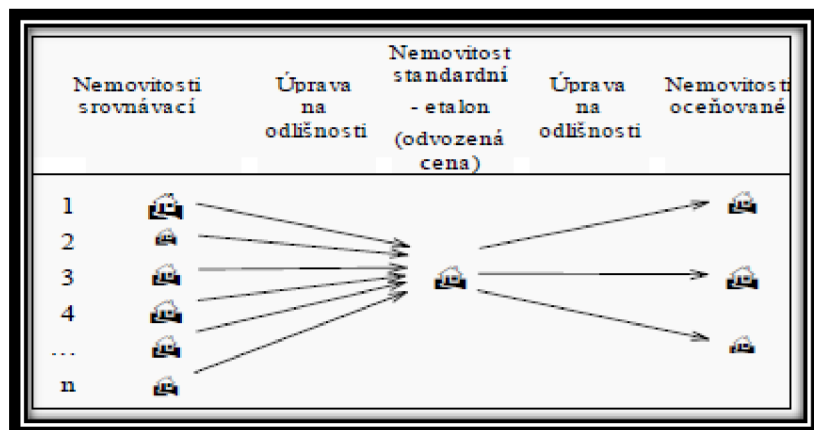 Nemovitosti
srovnávací
Úprava
na
odlišnosti
Nemovitost
standardní
- etalon
(odvozená
cena)
Úprava
na
odlišnosti
Nemovitosti
oceňované
1
2
3
4
...
n